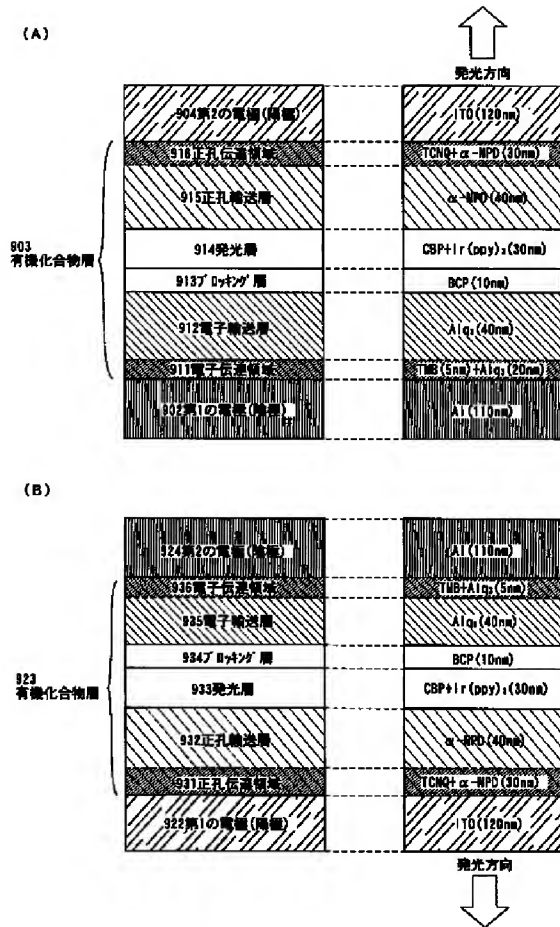 (A)
発光方向
904第2の電極(陽極)
ITO(120nm)
916正孔伝達領域
TCNQ+α-NPD(30nm)
915正孔輸送層
α-NPD(40nm)
903
有機化合物層
914発光層
CBP+Ir(ppy)₃(30nm)
913ブロッキング層
BCP(10nm)
912電子輸送層
Alq₃(40nm)
911電子伝達領域
TMB(5nm)+Alq₃(20nm)
902第1の電極(陰極)
Al(110nm)
(B)
924第2の電極(陰極)
Al(110nm)
936電子伝達領域
TMB+Alq₃(5nm)
935電子輸送層
Alq₃(40nm)
934ブロッキング層
BCP(10nm)
923
有機化合物層
933発光層
CBP+Ir(ppy)₃(30nm)
932正孔輸送層
α-NPD(40nm)
931正孔伝達領域
TCNQ+α-NPD(30nm)
922第1の電極(陽極)
ITO(120nm)
発光方向